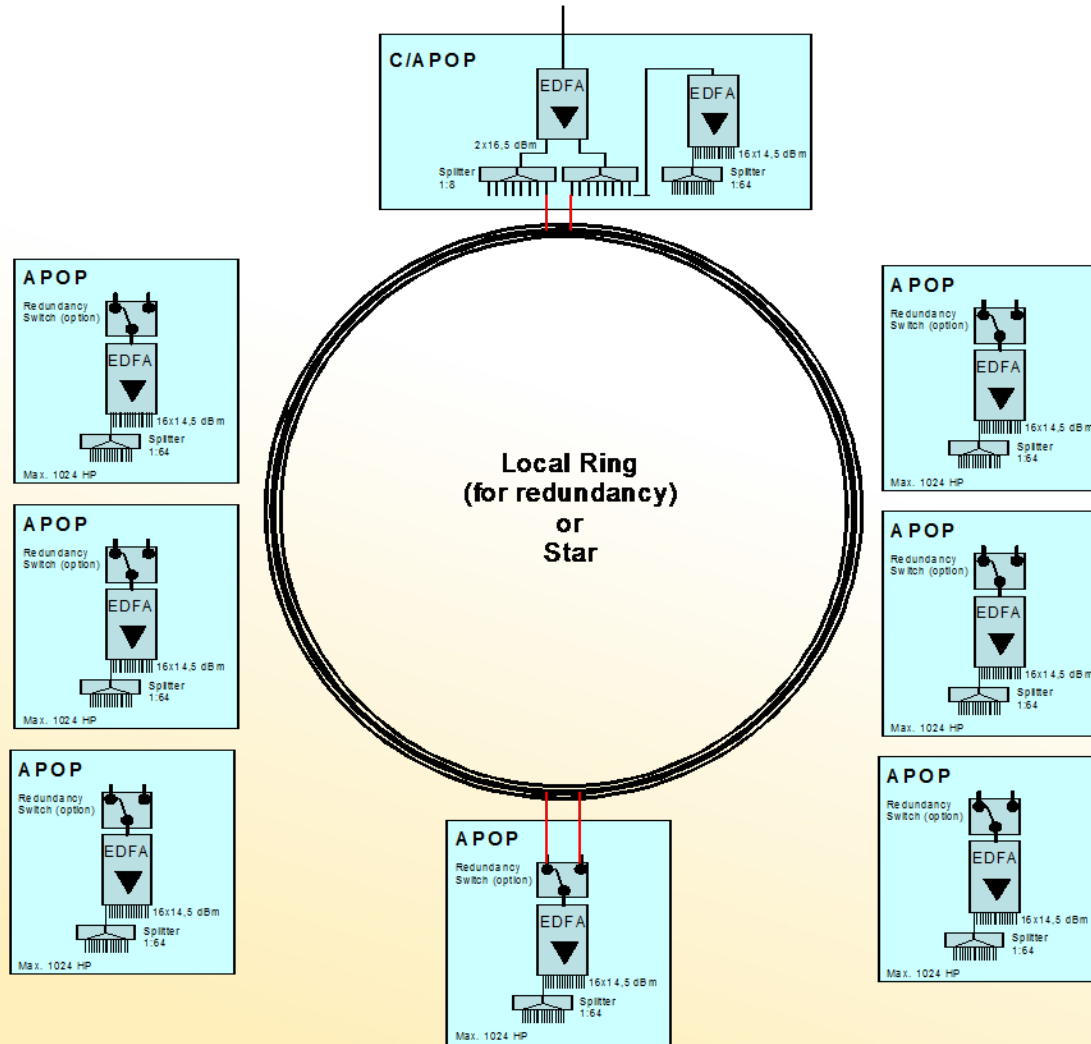 C/APOP
EDFA
EDFA
2x16,5 dBm
16x14,5 dBm
Splitter
1:8
Splitter
1:64
APOP
Redundancy
Switch (option)
EDFA
16x14,5 dBm
Splitter
1:64
Max. 1024 HP
APOP
Redundancy
Switch (option)
EDFA
16x14,5 dBm
Splitter
1:64
Max. 1024 HP
APOP
Redundancy
Switch (option)
EDFA
16x14,5 dBm
Splitter
1:64
Max. 1024 HP
Local Ring
(for redundancy)
or
Star
APOP
Redundancy
Switch (option)
EDFA
16x14,5 dBm
Splitter
1:64
Max. 1024 HP
APOP
Redundancy
Switch (option)
EDFA
16x14,5 dBm
Splitter
1:64
Max. 1024 HP
APOP
Redundancy
Switch (option)
EDFA
16x14,5 dBm
Splitter
1:64
Max. 1024 HP
APOP
Redundancy
Switch (option)
EDFA
16x14,5 dBm
Splitter
1:64
Max. 1024 HP